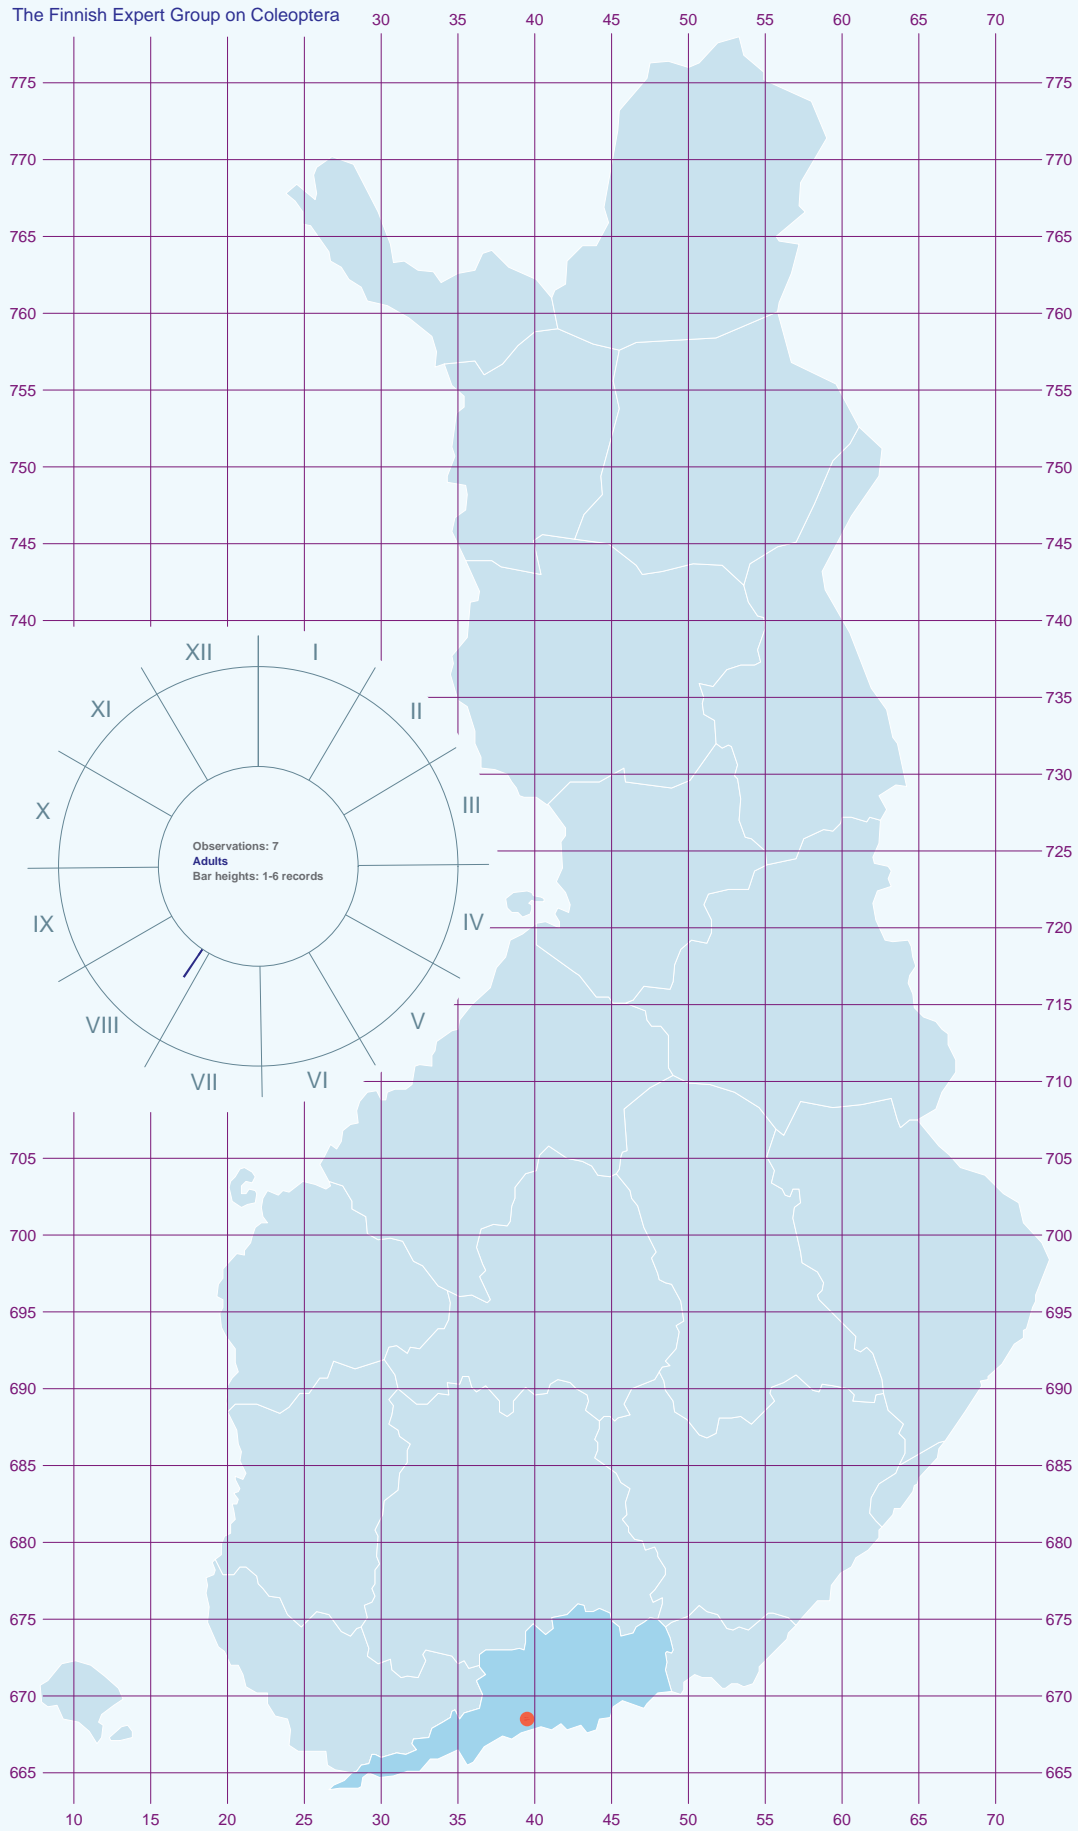 The Finnish Expert Group on Coleoptera
30 35 40 45 50 55 60 65 70
775 775
770 770
765 765
760 760
755 755
750 750
745 745
740 740
XII I
XI II
735
730
X III
Observations: 7
Adults
Bar heights: 1-6 records
725
IX IV
720
VIII V
715
VII VI
710
705 705
700 700
695 695
690 690
685 685
680 680
675 675
670 670
665 665
10 15 20 25 30 35 40 45 50 55 60 65 70